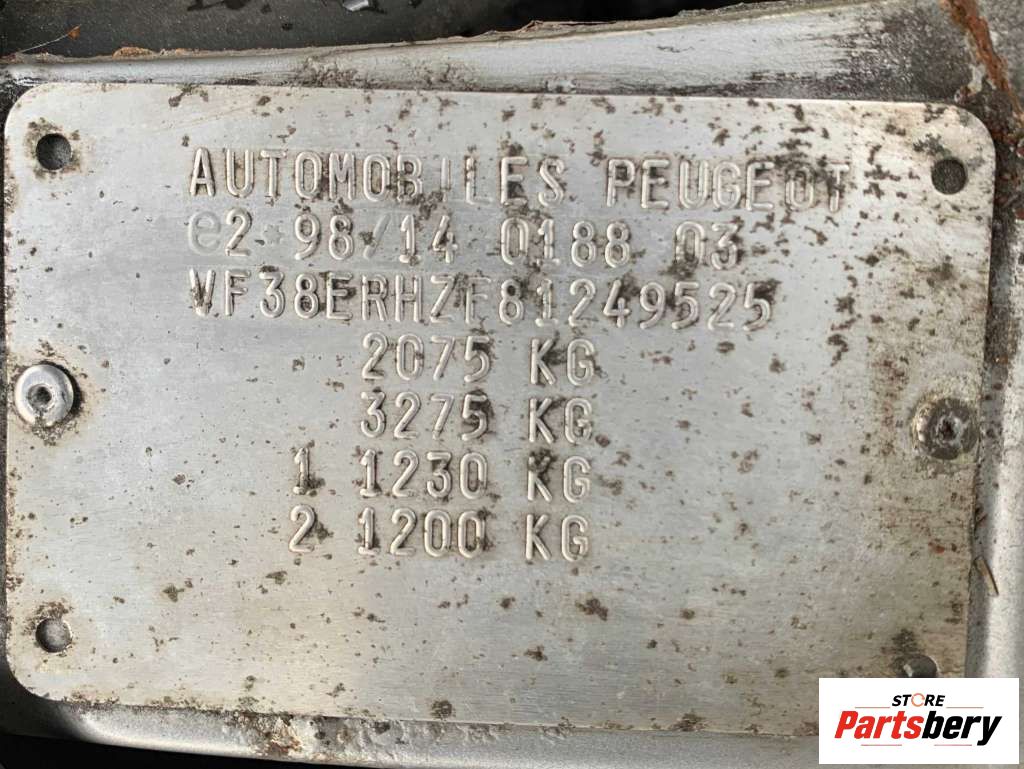 AUTOMOBILES PEUGEOT
e2*98/14*0188*03
VF38ERHZF81249525
2075 KG
3275 KG
1 1230 KG
2 1200 KG
STORE
Partsbery